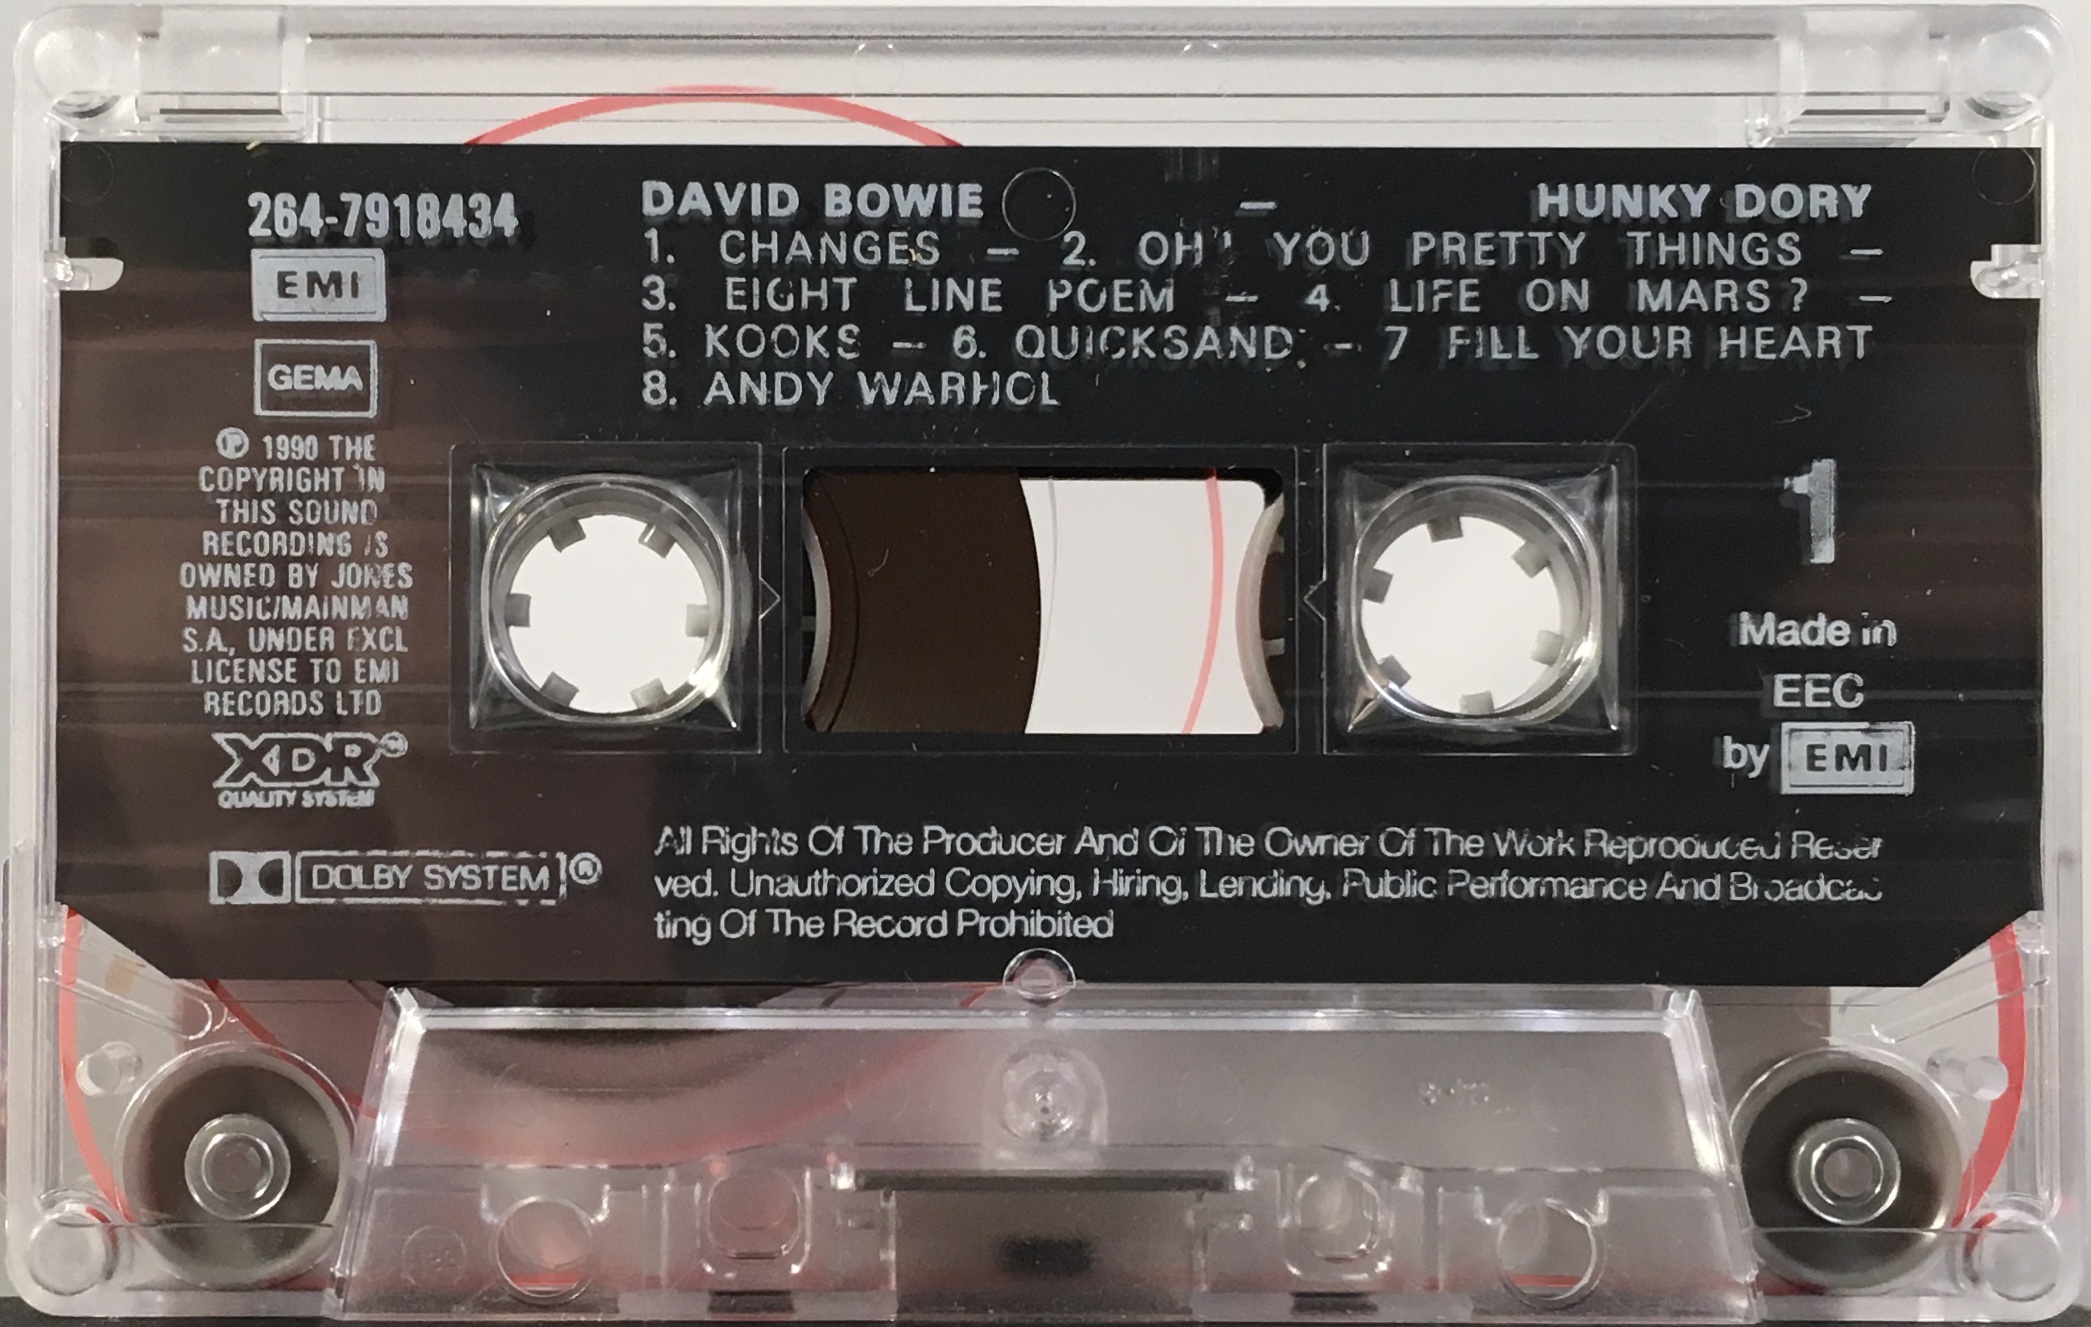 264-7918434
EMI
GEMA
℗ 1990 THE
COPYRIGHT IN
THIS SOUND
RECORDING IS
OWNED BY JONES
MUSIC/MAINMAN
S.A, UNDER EXCL
LICENSE TO EMI
RECORDS LTD
XDR™
QUALITY SYSTEM
DOLBY SYSTEM ®
DAVID BOWIE – HUNKY DORY
1. CHANGES – 2. OH! YOU PRETTY THINGS –
3. EIGHT LINE POEM – 4. LIFE ON MARS? –
5. KOOKS – 6. QUICKSAND – 7 FILL YOUR HEART
8. ANDY WARHOL
1
Made in
EEC
by EMI
All Rights Of The Producer And Of The Owner Of The Work Reproduced Reser
ved. Unauthorized Copying, Hiring, Lending, Public Performance And Broadcas
ting Of The Record Prohibited